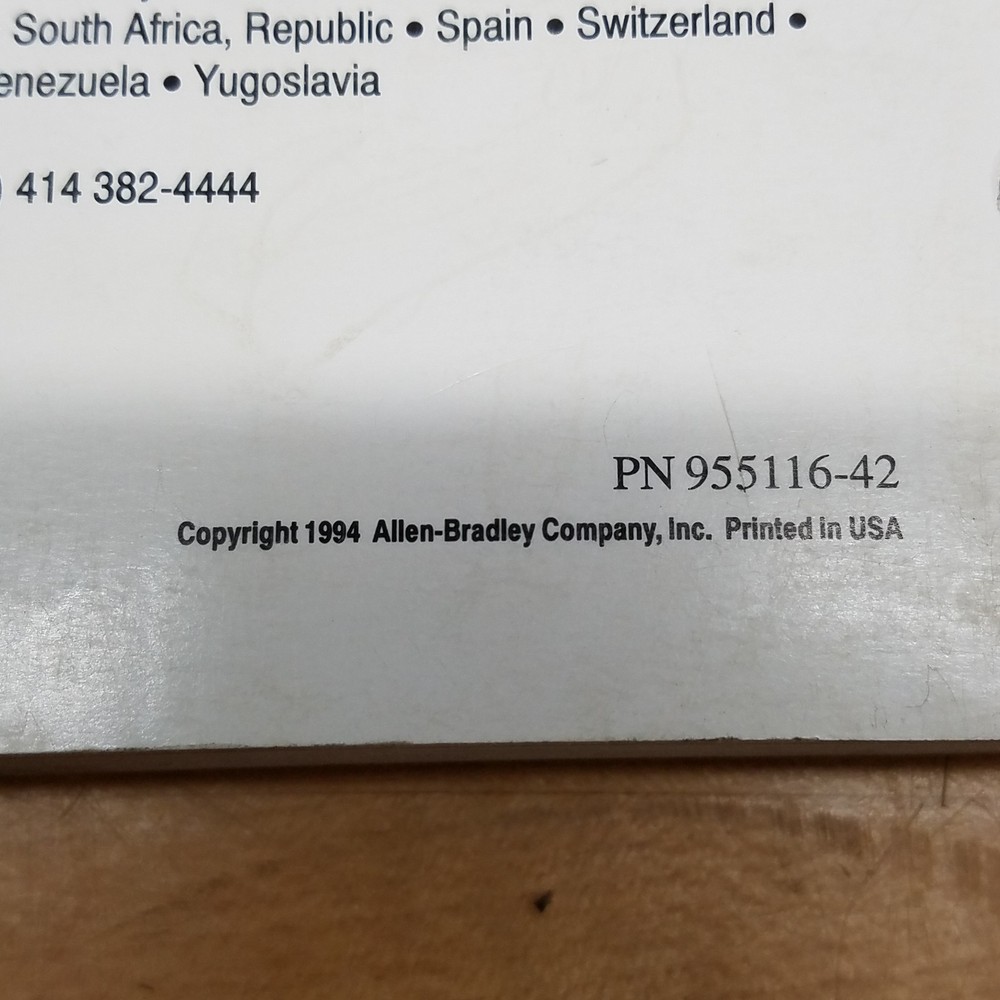 South Africa, Republic • Spain • Switzerland •
enezuela • Yugoslavia
) 414 382-4444
PN 955116-42
Copyright 1994 Allen-Bradley Company, Inc. Printed in USA